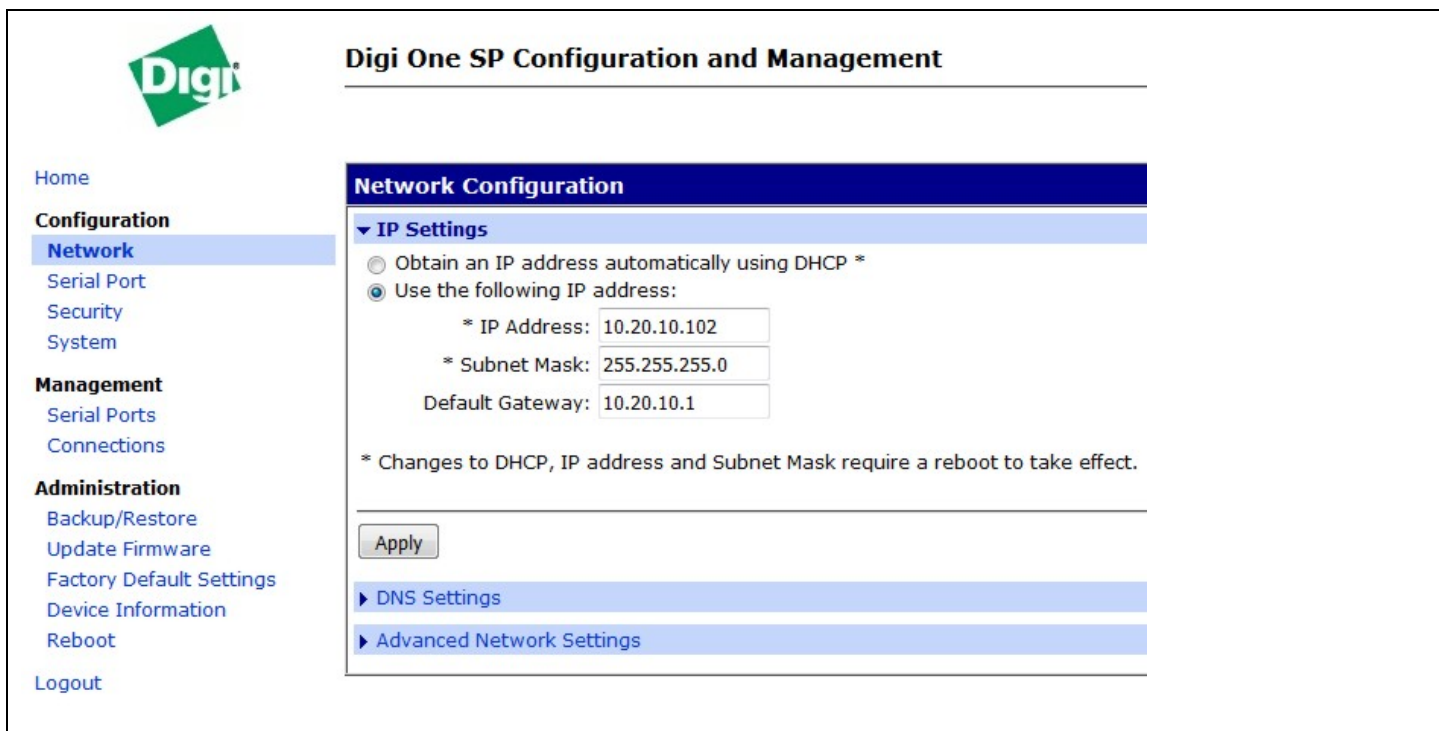 Digi
Digi One SP Configuration and Management
Home
Configuration
Network
Serial Port
Security
System
Management
Serial Ports
Connections
Administration
Backup/Restore
Update Firmware
Factory Default Settings
Device Information
Reboot
Logout
Network Configuration
IP Settings
Obtain an IP address automatically using DHCP *
Use the following IP address:
* IP Address: 10.20.10.102
* Subnet Mask: 255.255.255.0
Default Gateway: 10.20.10.1
* Changes to DHCP, IP address and Subnet Mask require a reboot to take effect.
Apply
DNS Settings
Advanced Network Settings